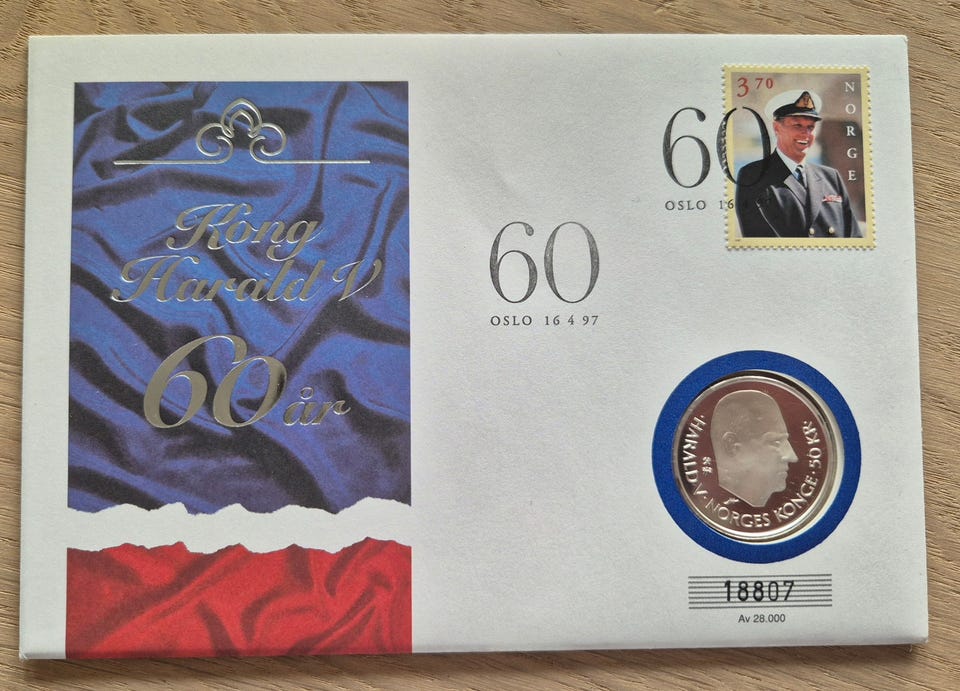 Kong
Harald V
60 år
60
OSLO 16 4 97
3 70
NORGE
60
OSLO 16 4 97
HARALD V · NORGES KONGE · 50 KR ·
18807
Av 28.000